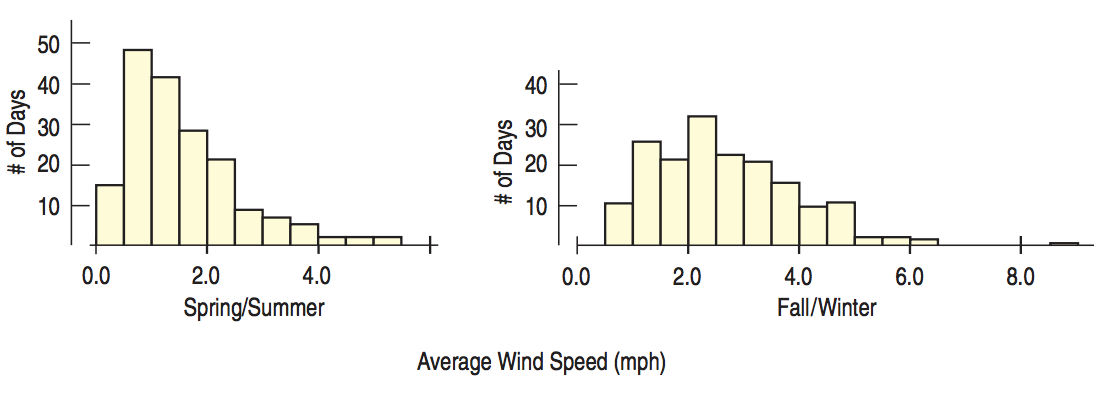 # of Days
50
40
30
20
10
0.0 2.0 4.0
Spring/Summer
# of Days
40
30
20
10
0.0 2.0 4.0 6.0 8.0
Fall/Winter
Average Wind Speed (mph)